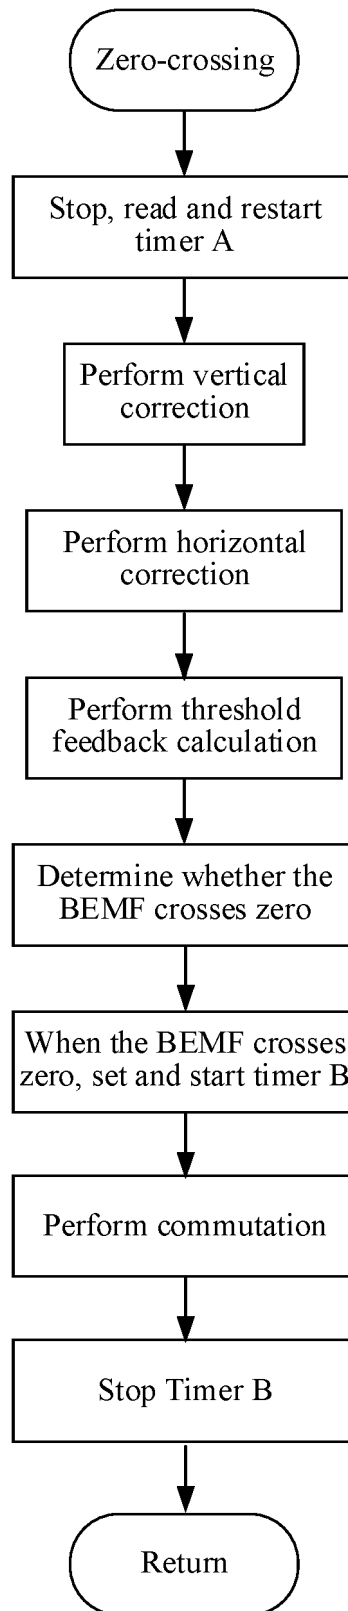 Zero-crossing
Stop, read and restart
timer A
Perform vertical
correction
Perform horizontal
correction
Perform threshold
feedback calculation
Determine whether the
BEMF crosses zero
When the BEMF crosses
zero, set and start timer B
Perform commutation
Stop Timer B
Return